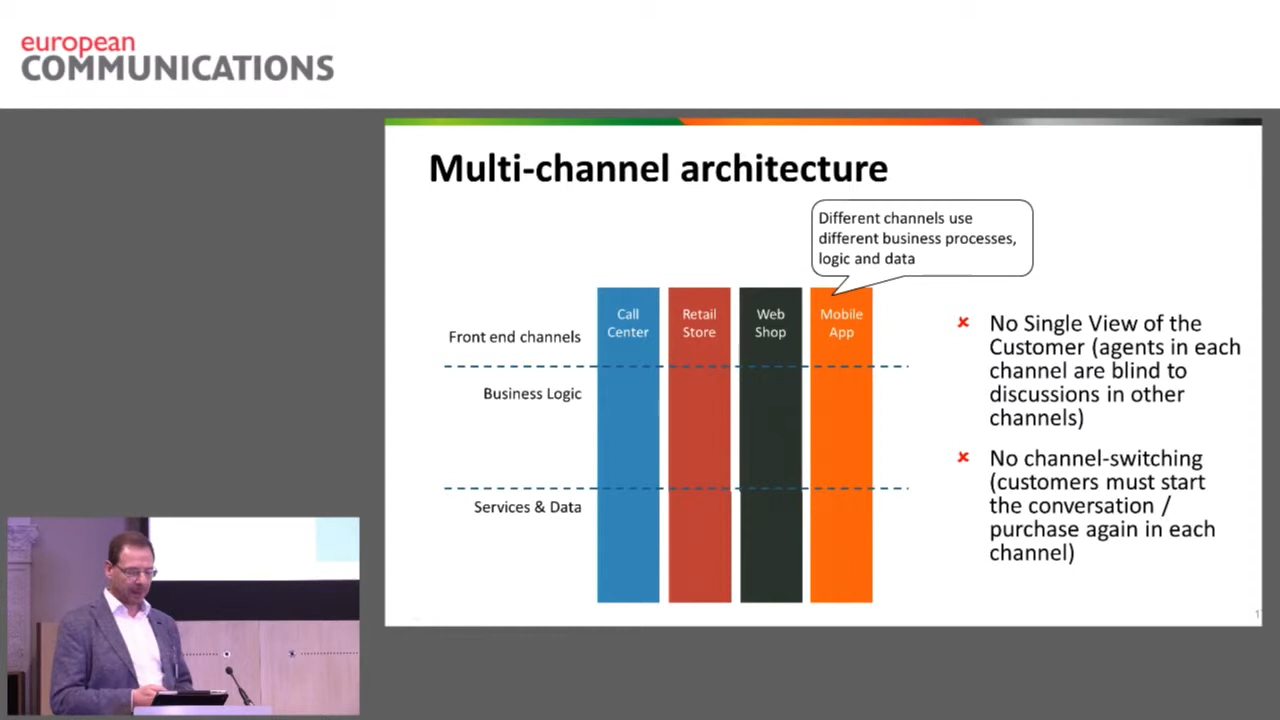 european
COMMUNICATIONS
Multi-channel architecture
Different channels use
different business processes,
logic and data
Call
Center
Retail
Store
Web
Shop
Mobile
App
Front end channels
Business Logic
Services & Data
✘ No Single View of the
Customer (agents in each
channel are blind to
discussions in other
channels)
✘ No channel-switching
(customers must start
the conversation /
purchase again in each
channel)